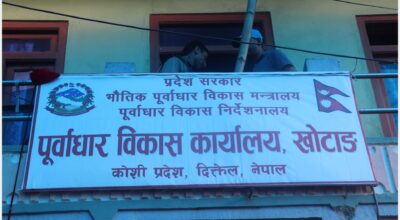 प्रदेश सरकार
भौतिक पूर्वाधार विकास मन्त्रालय
पूर्वाधार विकास निर्देशनालय
पूर्वाधार विकास कार्यालय, खोटाङ
कोशी प्रदेश, दिक्तेल, नेपाल